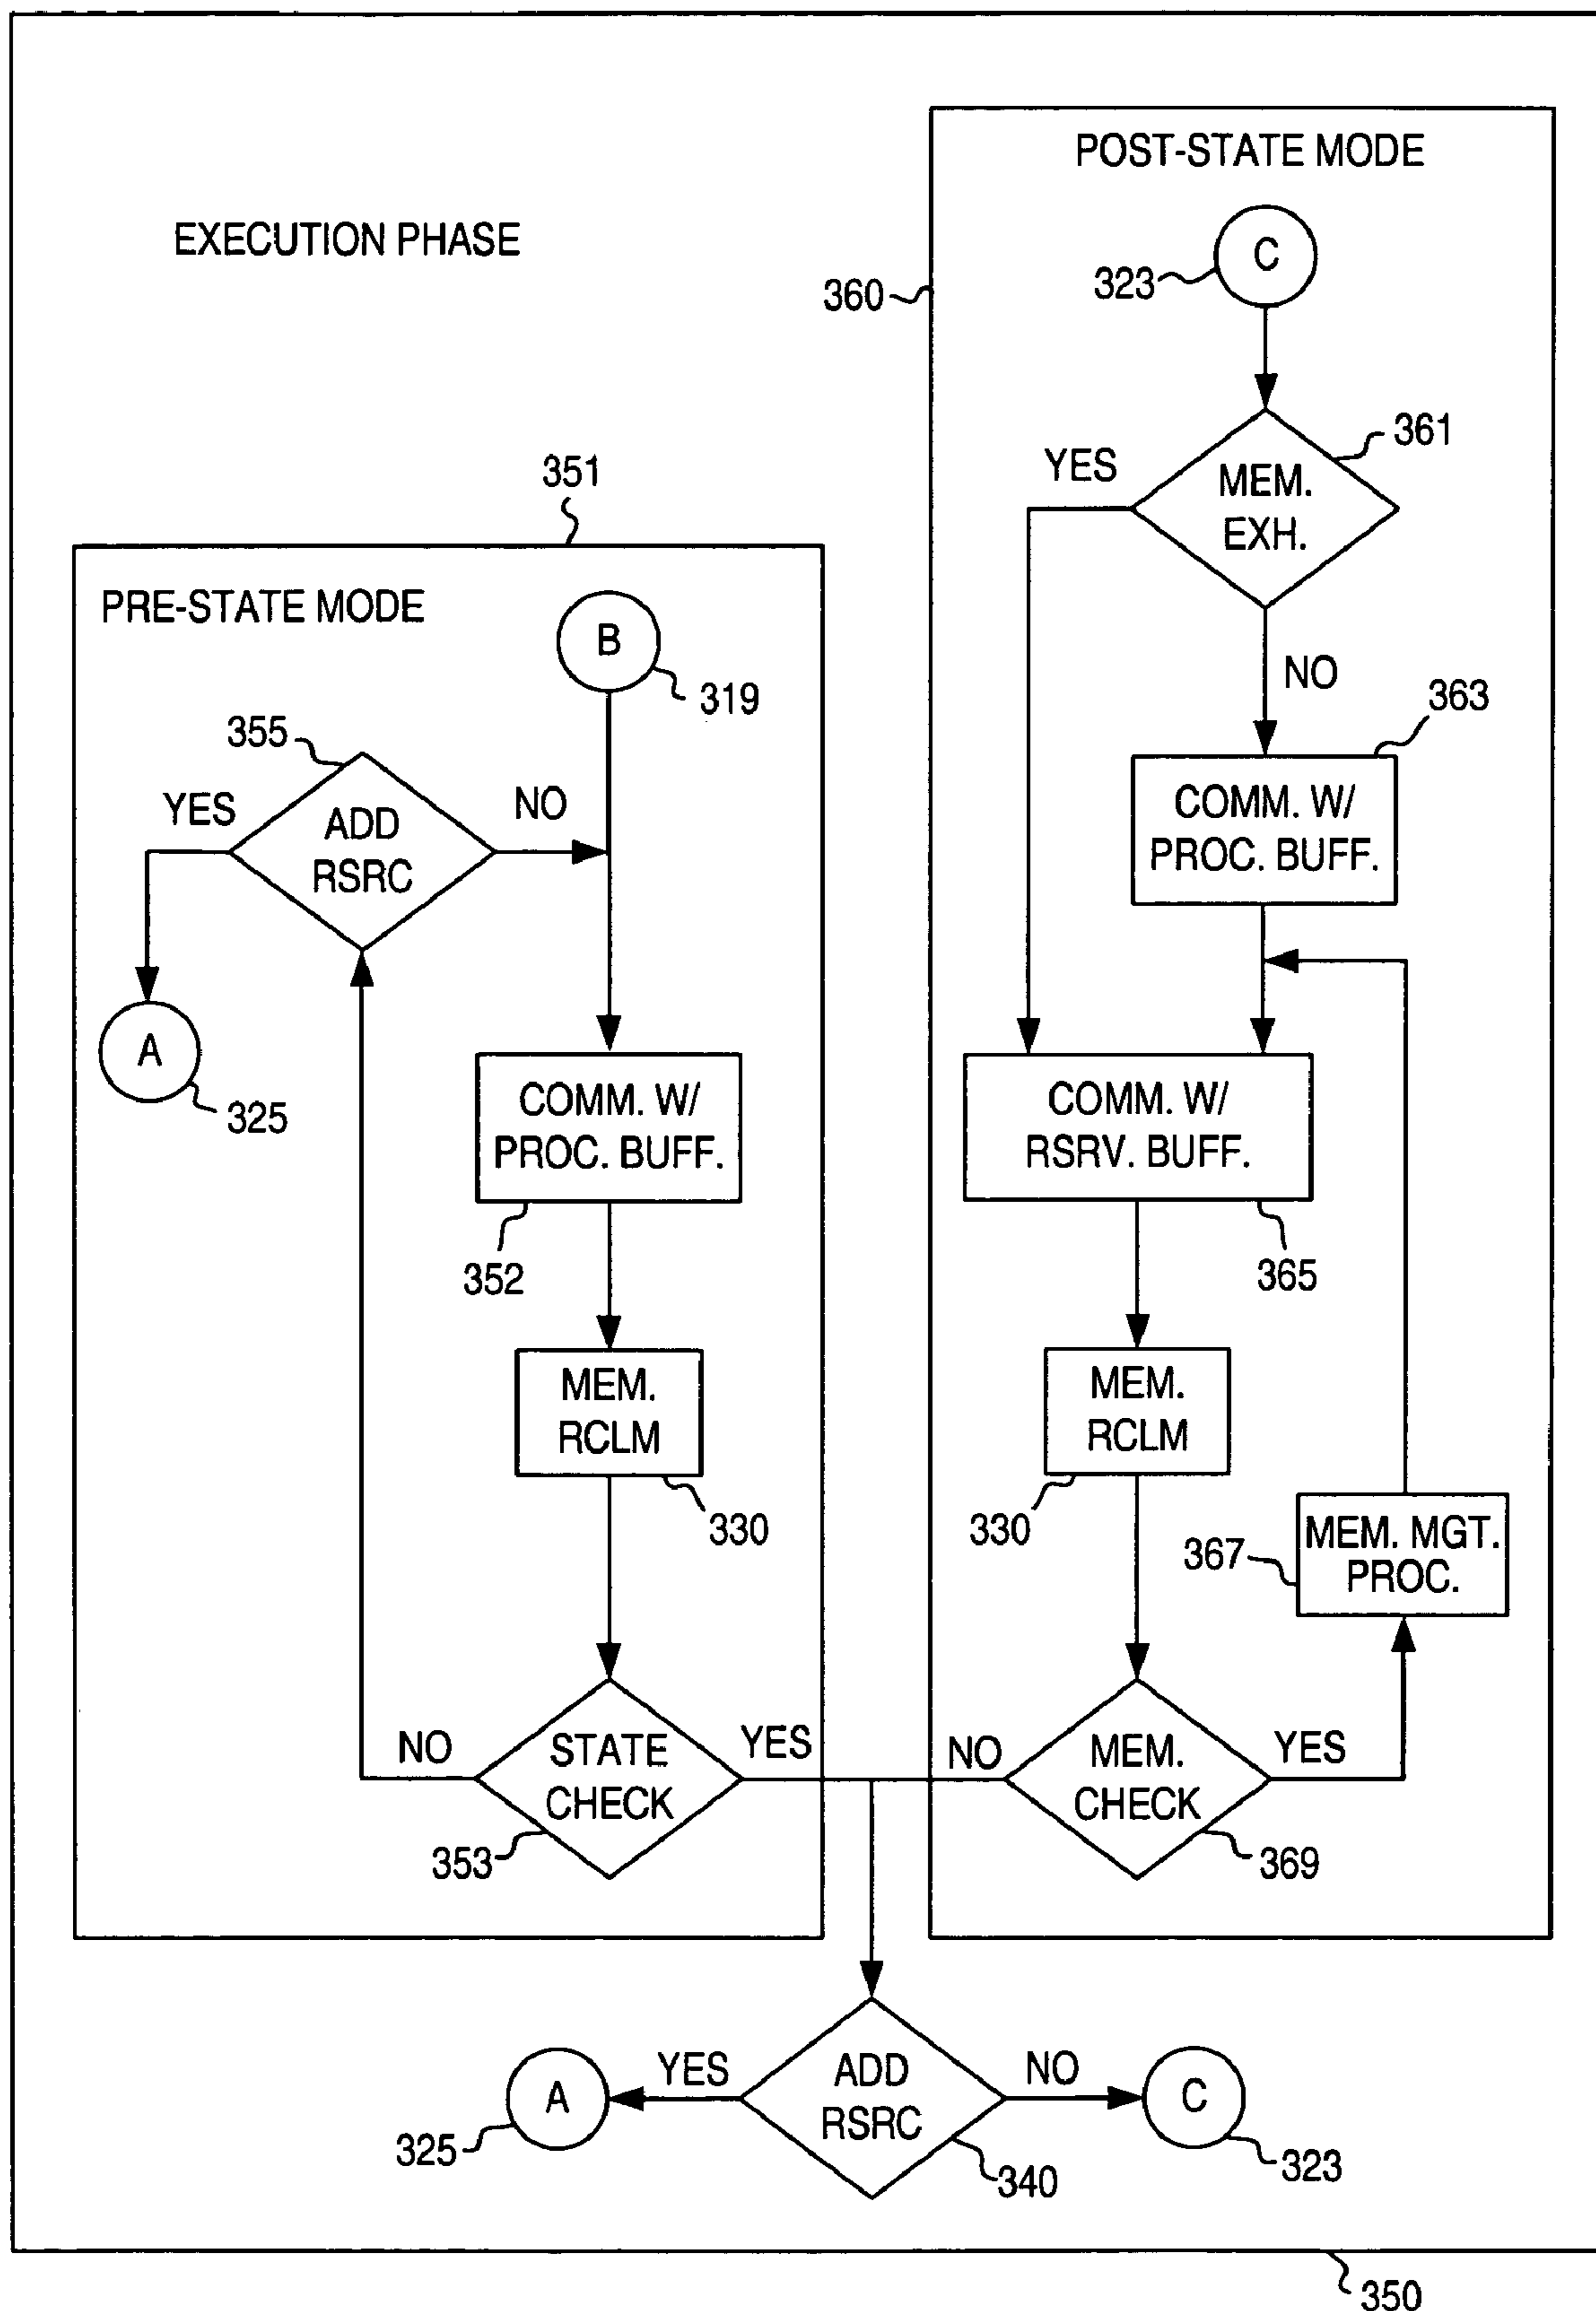 EXECUTION PHASE
POST-STATE MODE
C
323
360
361
YES
MEM.
EXH.
NO
363
COMM. W/
PROC. BUFF.
351
PRE-STATE MODE
B
319
355
YES
ADD
RSRC
NO
A
325
COMM. W/
PROC. BUFF.
352
COMM. W/
RSRV. BUFF.
365
MEM.
RCLM
330
MEM.
RCLM
330
367
MEM. MGT.
PROC.
NO
STATE
CHECK
YES
353
NO
MEM.
CHECK
YES
369
A
325
YES
ADD
RSRC
NO
340
C
323
350